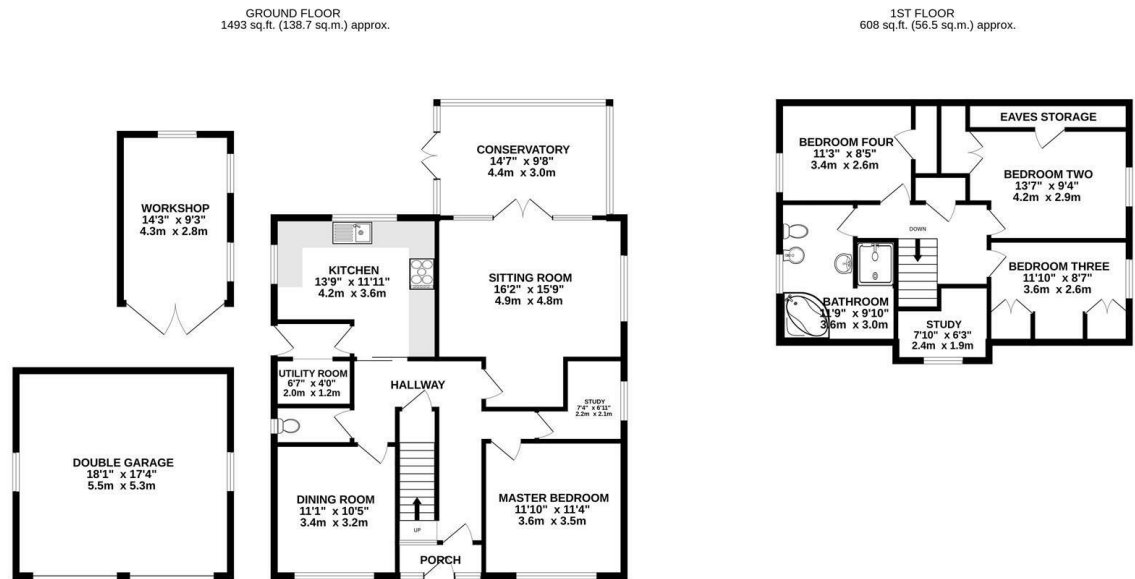 GROUND FLOOR
1493 sq.ft. (138.7 sq.m.) approx.
1ST FLOOR
608 sq.ft. (56.5 sq.m.) approx.
WORKSHOP
14'3" x 9'3"
4.3m x 2.8m
DOUBLE GARAGE
18'1" x 17'4"
5.5m x 5.3m
CONSERVATORY
14'7" x 9'8"
4.4m x 3.0m
KITCHEN
13'9" x 11'11"
4.2m x 3.6m
SITTING ROOM
16'2" x 15'9"
4.9m x 4.8m
UTILITY ROOM
6'7" x 4'0"
2.0m x 1.2m
HALLWAY
STUDY
7'4" x 6'11"
2.2m x 2.1m
DINING ROOM
11'1" x 10'5"
3.4m x 3.2m
UP
MASTER BEDROOM
11'10" x 11'4"
3.6m x 3.5m
PORCH
EAVES STORAGE
BEDROOM FOUR
11'3" x 8'5"
3.4m x 2.6m
BEDROOM TWO
13'7" x 9'4"
4.2m x 2.9m
DOWN
BEDROOM THREE
11'10" x 8'7"
3.6m x 2.6m
BATHROOM
11'9" x 9'10"
3.6m x 3.0m
STUDY
7'10" x 6'3"
2.4m x 1.9m